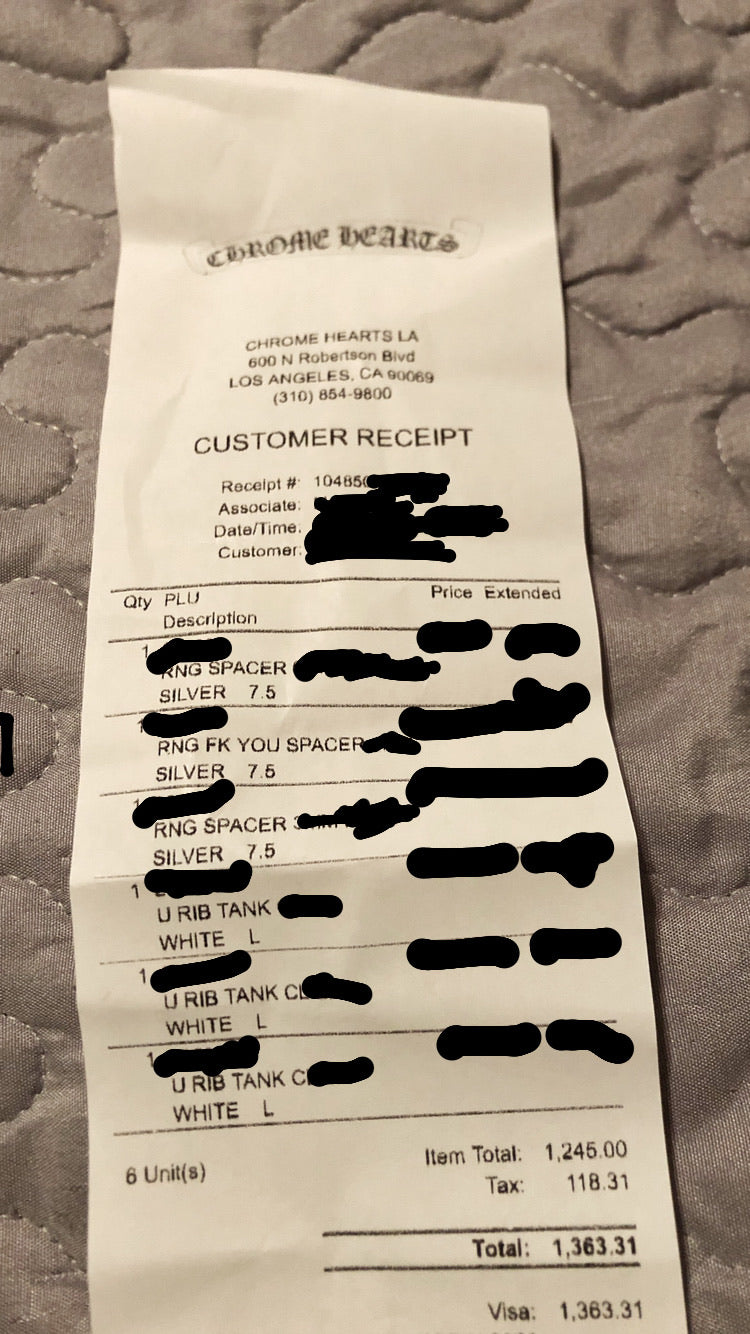 CHROME HEARTS
CHROME HEARTS LA
600 N Robertson Blvd
LOS ANGELES, CA 90069
(310) 854-9800
CUSTOMER RECEIPT
Receipt #: 10485
Associate:
Date/Time:
Customer:
Qty PLU Price Extended
Description
1
RNG SPACER
SILVER 7.5
1
RNG FK YOU SPACER
SILVER 7.5
1
RNG SPACER
SILVER 7.5
1
U RIB TANK
WHITE L
1
U RIB TANK
WHITE L
1
U RIB TANK
WHITE L
6 Unit(s) Item Total: 1,245.00
Tax: 118.31
Total: 1,363.31
Visa: 1,363.31